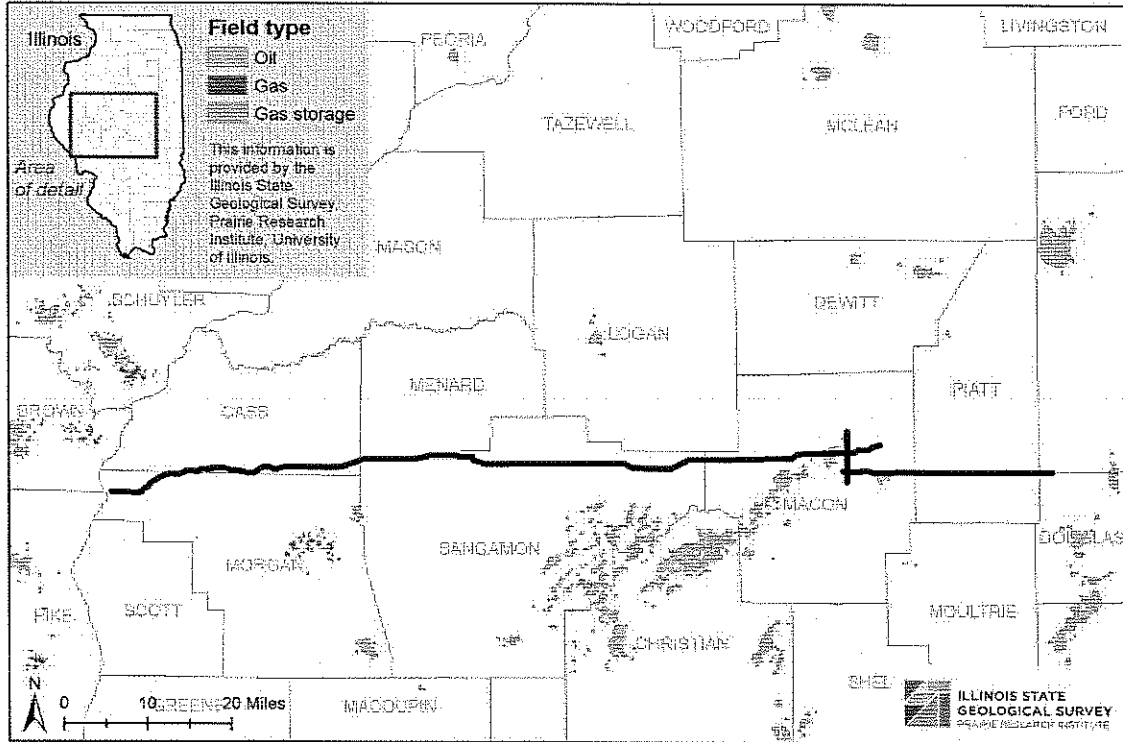 Illinois
Area
of detail
Field type
Oil
Gas
Gas storage
This information is
provided by the
Illinois State
Geological Survey,
Prairie Research
Institute, University
of Illinois.
PEORIA
WOODFORD
LIVINGSTON
TAZEWELL
MCLEAN
FORD
MASON
SCHUYLER
LOGAN
DEWITT
MENARD
PIATT
BROWN
CASS
MACON
SANGAMON
DOUGLAS
MORGAN
PIKE
SCOTT
MOULTRIE
CHRISTIAN
SHEL
GREENE
MACOUPIN
N
0 10 20 Miles
ILLINOIS STATE
GEOLOGICAL SURVEY
PRAIRIE RESEARCH INSTITUTE